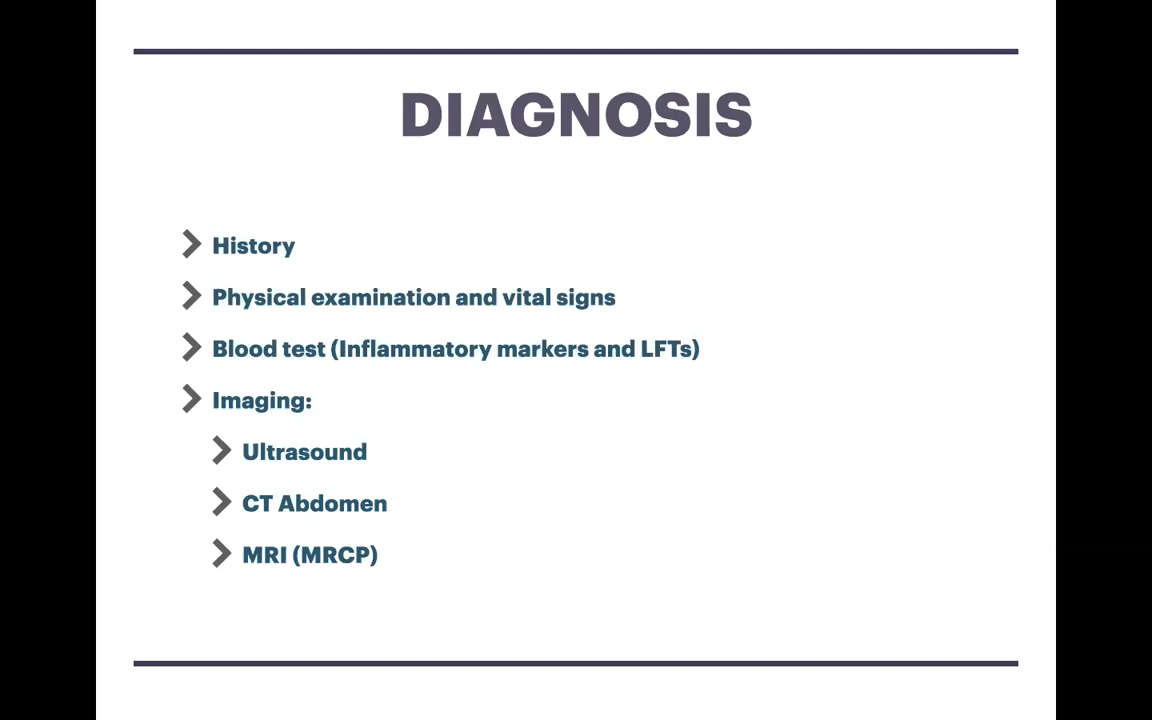 DIAGNOSIS
History
Physical examination and vital signs
Blood test (Inflammatory markers and LFTs)
Imaging:
Ultrasound
CT Abdomen
MRI (MRCP)